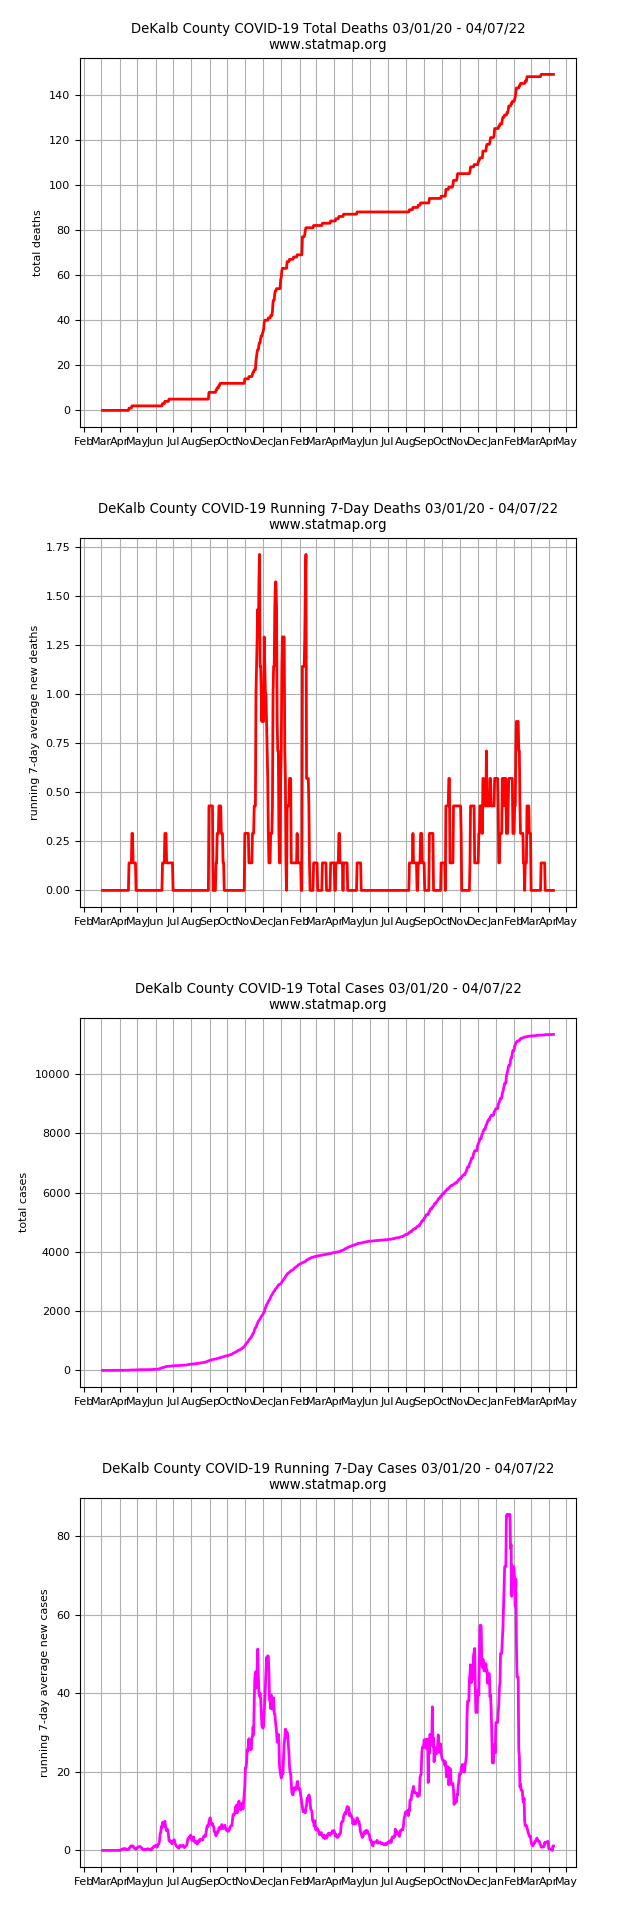 DeKalb County COVID-19 Total Deaths 03/01/20 - 04/07/22
www.statmap.org
total deaths
140
120
100
80
60
40
20
0
Feb Mar Apr May Jun Jul Aug Sep Oct Nov Dec Jan Feb Mar Apr May Jun Jul Aug Sep Oct Nov Dec Jan Feb Mar Apr May
DeKalb County COVID-19 Running 7-Day Deaths 03/01/20 - 04/07/22
www.statmap.org
running 7-day average new deaths
1.75
1.50
1.25
1.00
0.75
0.50
0.25
0.00
Feb Mar Apr May Jun Jul Aug Sep Oct Nov Dec Jan Feb Mar Apr May Jun Jul Aug Sep Oct Nov Dec Jan Feb Mar Apr May
DeKalb County COVID-19 Total Cases 03/01/20 - 04/07/22
www.statmap.org
total cases
10000
8000
6000
4000
2000
0
Feb Mar Apr May Jun Jul Aug Sep Oct Nov Dec Jan Feb Mar Apr May Jun Jul Aug Sep Oct Nov Dec Jan Feb Mar Apr May
DeKalb County COVID-19 Running 7-Day Cases 03/01/20 - 04/07/22
www.statmap.org
running 7-day average new cases
80
60
40
20
0
Feb Mar Apr May Jun Jul Aug Sep Oct Nov Dec Jan Feb Mar Apr May Jun Jul Aug Sep Oct Nov Dec Jan Feb Mar Apr May